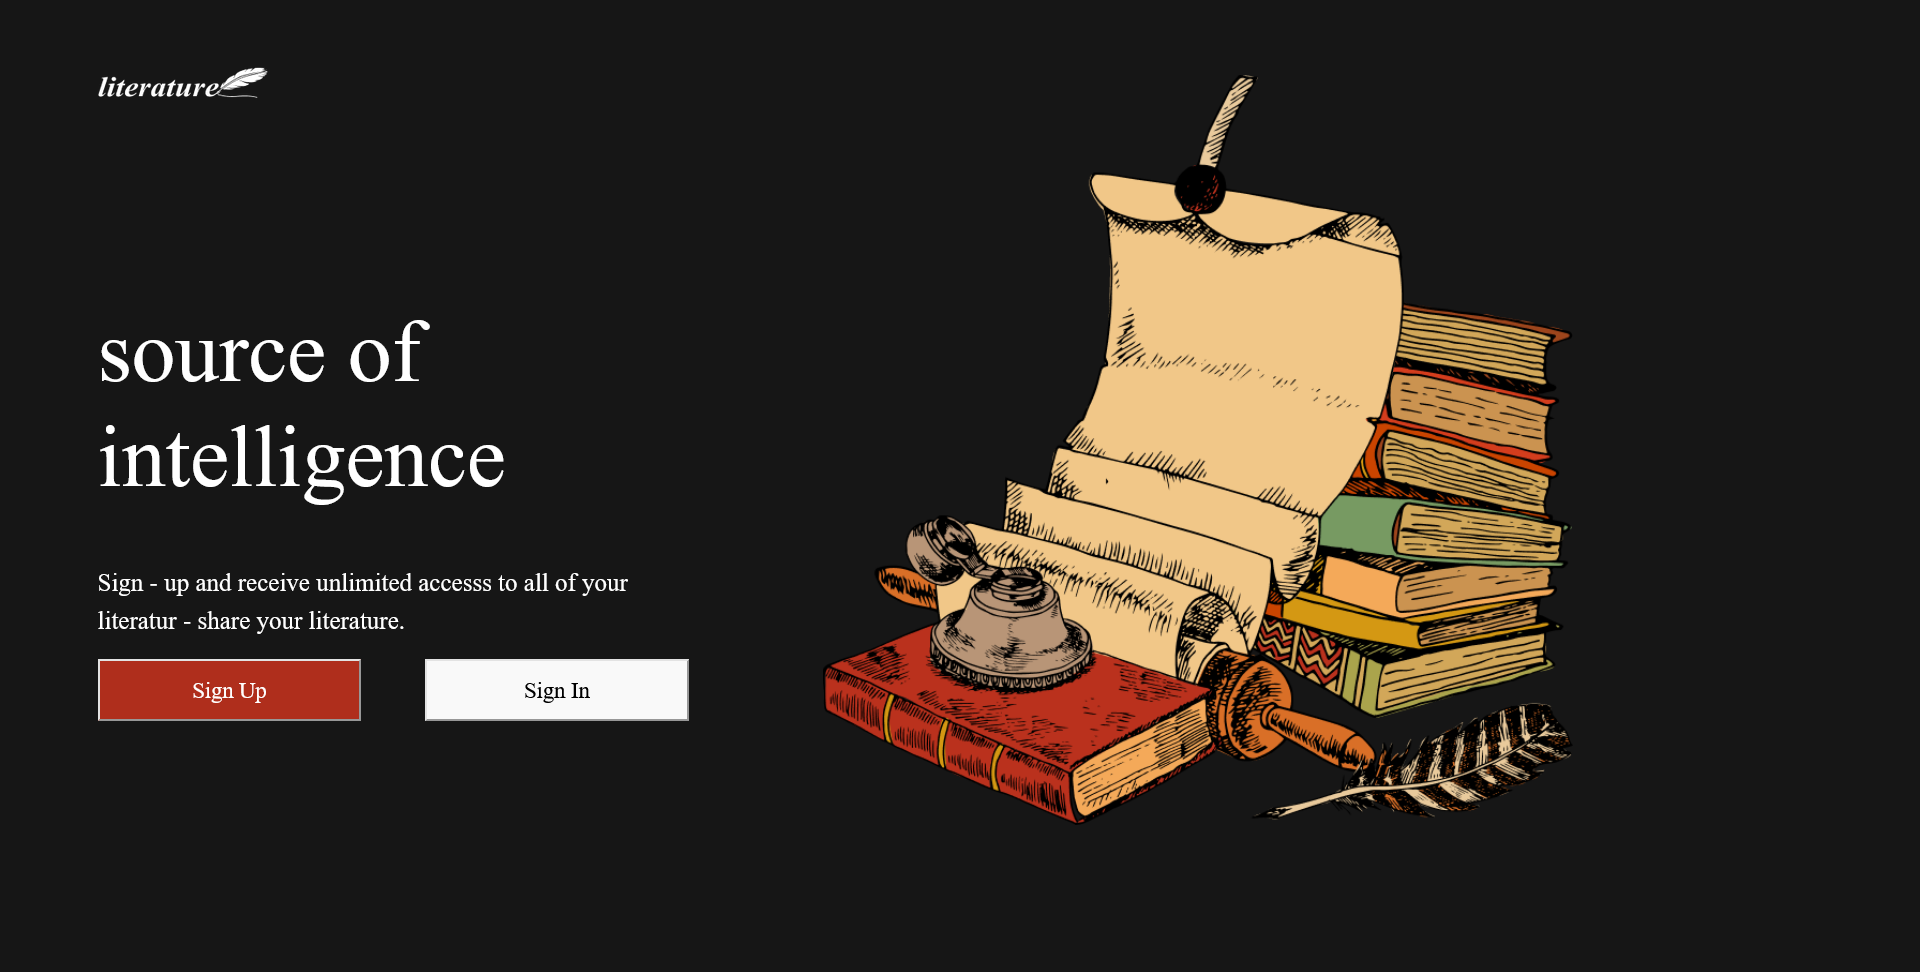 literature
source of
intelligence
Sign - up and receive unlimited accesss to all of your
literatur - share your literature.
Sign Up
Sign In